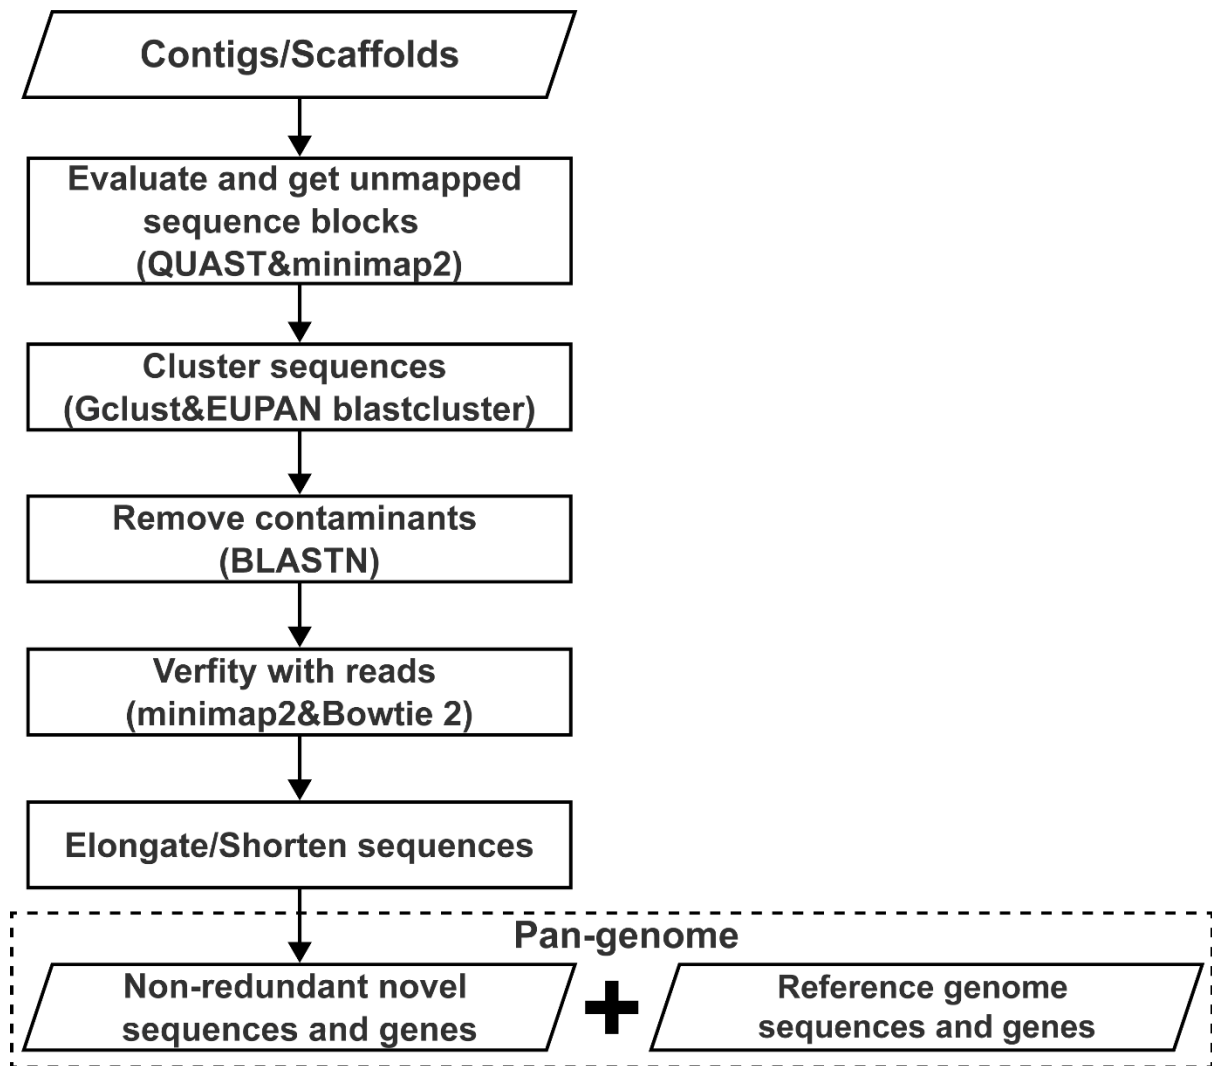 Contigs/Scaffolds
Evaluate and get unmapped
sequence blocks
(QUAST&minimap2)
Cluster sequences
(Gclust&EUPAN blastcluster)
Remove contaminants
(BLASTN)
Verfity with reads
(minimap2&Bowtie 2)
Elongate/Shorten sequences
Pan-genome
Non-redundant novel
sequences and genes
+
Reference genome
sequences and genes